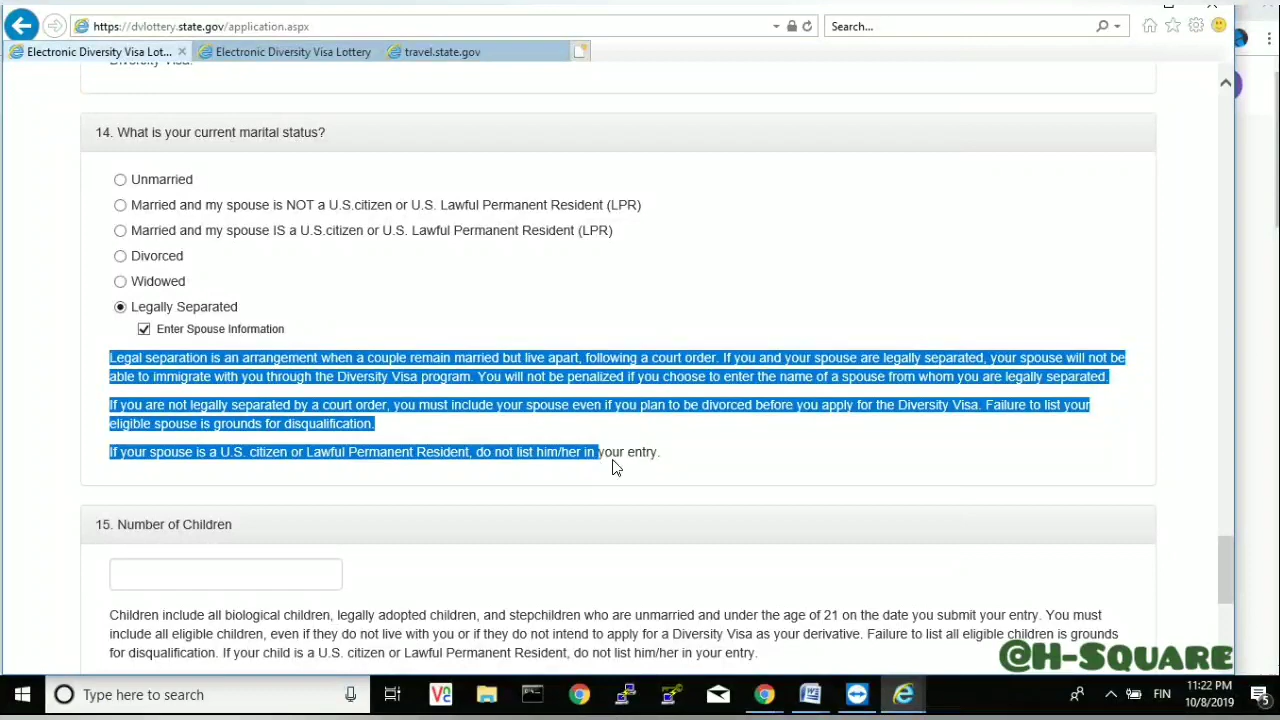 https://dvlottery.state.gov/application.aspx
Search...
Electronic Diversity Visa Lot...
Electronic Diversity Visa Lottery
travel.state.gov
Diversity Visa.
14. What is your current marital status?
Unmarried
Married and my spouse is NOT a U.S.citizen or U.S. Lawful Permanent Resident (LPR)
Married and my spouse IS a U.S.citizen or U.S. Lawful Permanent Resident (LPR)
Divorced
Widowed
Legally Separated
Enter Spouse Information
Legal separation is an arrangement when a couple remain married but live apart, following a court order. If you and your spouse are legally separated, your spouse will not be
able to immigrate with you through the Diversity Visa program. You will not be penalized if you choose to enter the name of a spouse from whom you are legally separated.
If you are not legally separated by a court order, you must include your spouse even if you plan to be divorced before you apply for the Diversity Visa. Failure to list your
eligible spouse is grounds for disqualification.
If your spouse is a U.S. citizen or Lawful Permanent Resident, do not list him/her in your entry.
15. Number of Children
Children include all biological children, legally adopted children, and stepchildren who are unmarried and under the age of 21 on the date you submit your entry. You must
include all eligible children, even if they do not live with you or if they do not intend to apply for a Diversity Visa as your derivative. Failure to list all eligible children is grounds
for disqualification. If your child is a U.S. citizen or Lawful Permanent Resident, do not list him/her in your entry.
@H-Square
Type here to search
FIN
11:22 PM
10/8/2019
5